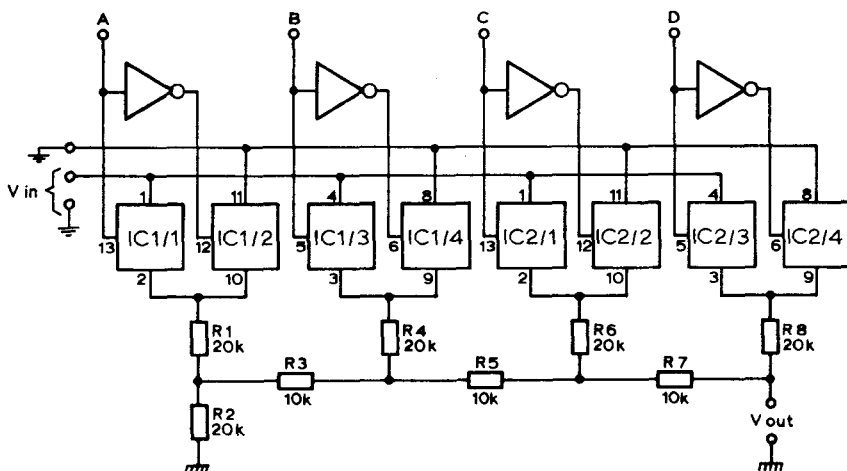 A B C D
V in
1 11 4 8 1 11 4 8
IC1/1 IC1/2 IC1/3 IC1/4 IC2/1 IC2/2 IC2/3 IC2/4
13 12 5 6 13 12 5 6
2 10 3 9 2 10 3 9
R1 R4 R6 R8
20k 20k 20k 20k
R3 R5 R7
10k 10k 10k
R2
20k
V out